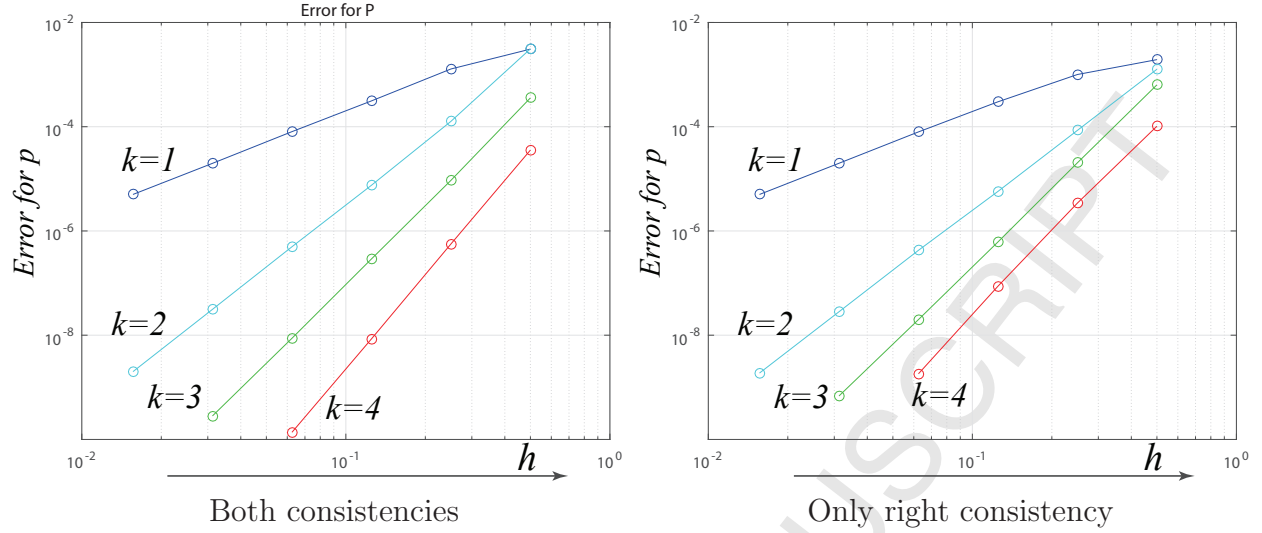 Error for P
10^-2
10^-4
10^-6
10^-8
Error for p
k=1
k=2
k=3
k=4
10^-2
10^-1
10^0
h
Both consistencies
10^-2
10^-4
10^-6
10^-8
Error for p
k=1
k=2
k=3
k=4
10^-2
10^-1
10^0
h
Only right consistency
USCRIPT